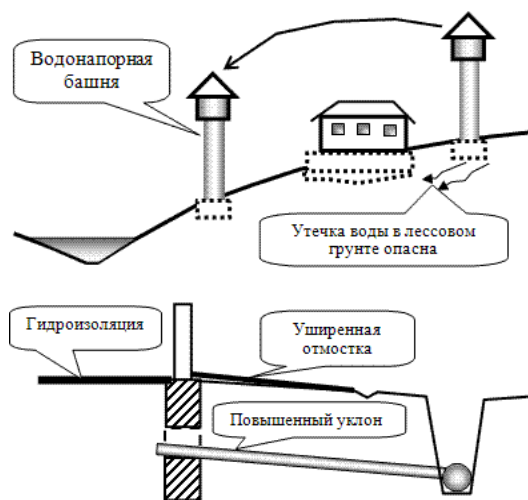 Водонапорная
башня
Утечка воды в лессовом
грунте опасна
Гидроизоляция
Уширенная
отмостка
Повышенный уклон